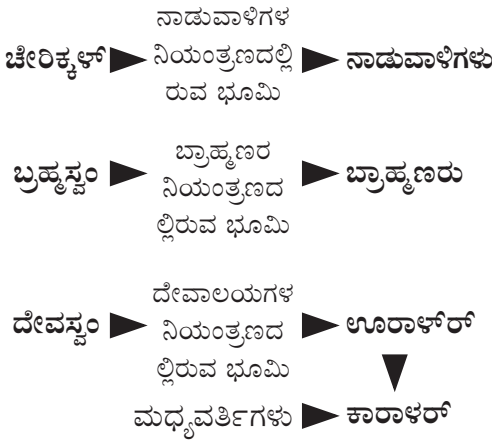 ನಾಡುವಾಳಿಗಳ
ಚೇರಿಕ್ಕಳ್ ನಿಯಂತ್ರಣದಲ್ಲಿ ನಾಡುವಾಳಿಗಳು
ರುವ ಭೂಮಿ
ಬ್ರಾಹ್ಮಣರ
ಬ್ರಹ್ಮಸ್ವಂ ನಿಯಂತ್ರಣದ ಬ್ರಾಹ್ಮಣರು
ಲ್ಲಿರುವ ಭೂಮಿ
ದೇವಾಲಯಗಳ
ದೇವಸ್ವಂ ನಿಯಂತ್ರಣದ ಊರಾಳ್‌ರ್
ಲ್ಲಿರುವ ಭೂಮಿ
ಮಧ್ಯವರ್ತಿಗಳು ಕಾರಾಳರ್